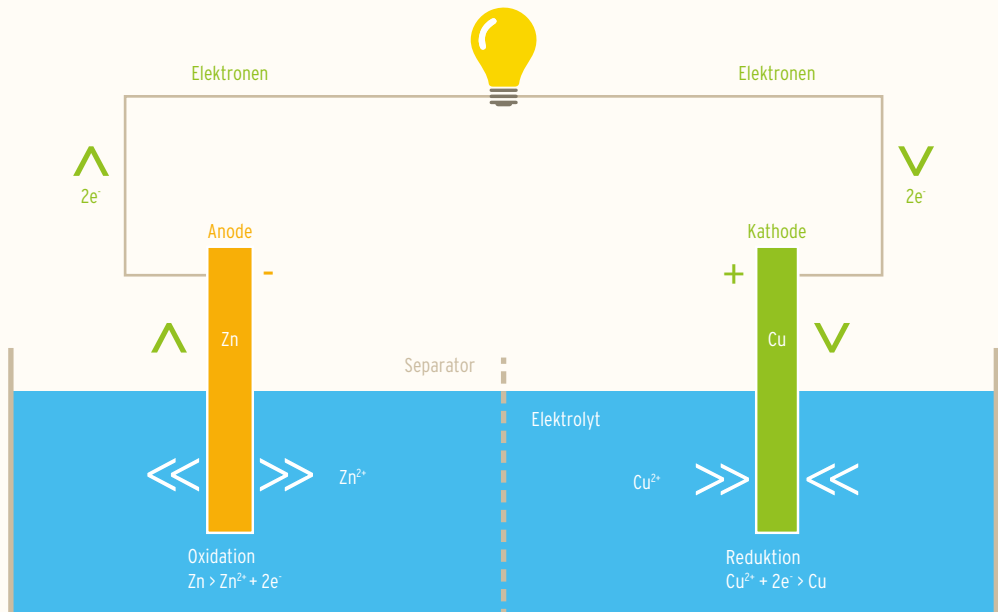 Elektronen
Elektronen
2e⁻
2e⁻
Anode
Kathode
-
+
Zn
Cu
Separator
Elektrolyt
Zn²⁺
Cu²⁺
Oxidation
Zn > Zn²⁺ + 2e⁻
Reduktion
Cu²⁺ + 2e⁻ > Cu